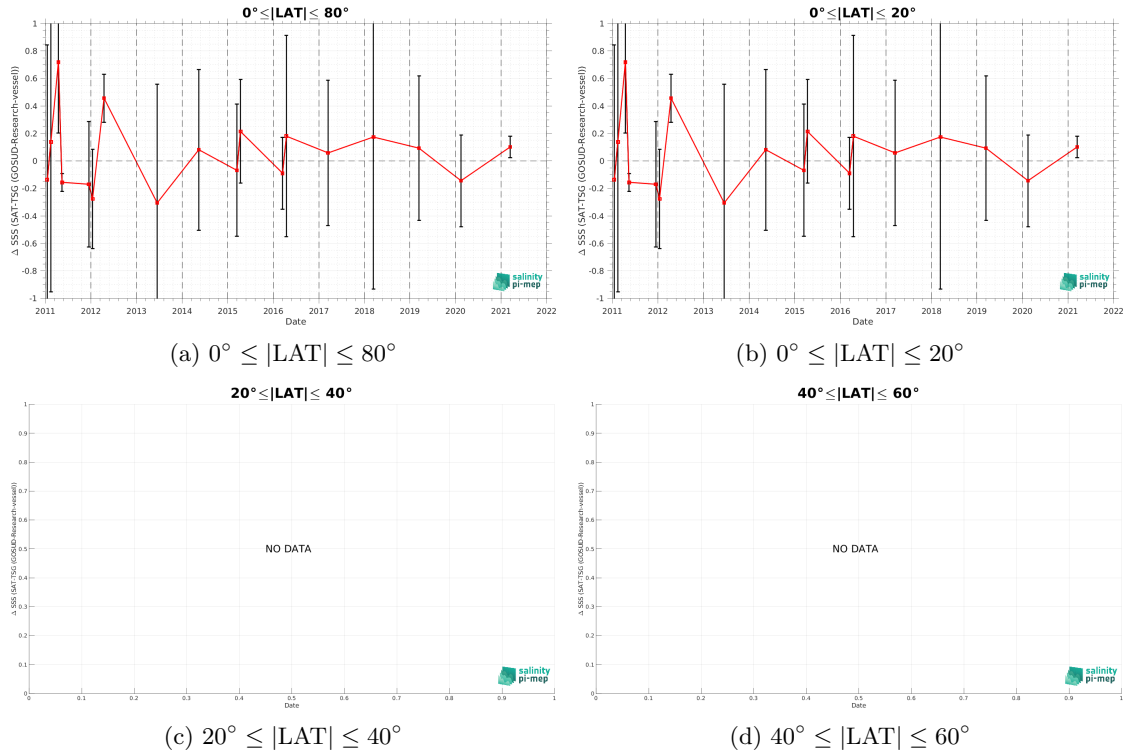 0°≤|LAT|≤ 80°
Δ SSS (SAT-TSG (GOSUD-Research-vessel))
1
0.8
0.6
0.4
0.2
0
-0.2
-0.4
-0.6
-0.8
-1
2011 2012 2013 2014 2015 2016 2017 2018 2019 2020 2021 2022
Date
salinity
pi-mep
(a) 0° ≤ |LAT| ≤ 80°
0°≤|LAT|≤ 20°
Δ SSS (SAT-TSG (GOSUD-Research-vessel))
1
0.8
0.6
0.4
0.2
0
-0.2
-0.4
-0.6
-0.8
-1
2011 2012 2013 2014 2015 2016 2017 2018 2019 2020 2021 2022
Date
salinity
pi-mep
(b) 0° ≤ |LAT| ≤ 20°
20°≤|LAT|≤ 40°
Δ SSS (SAT-TSG (GOSUD-Research-vessel))
1
0.9
0.8
0.7
0.6
0.5
0.4
0.3
0.2
0.1
0
NO DATA
0 0.1 0.2 0.3 0.4 0.5 0.6 0.7 0.8 0.9 1
Date
salinity
pi-mep
(c) 20° ≤ |LAT| ≤ 40°
40°≤|LAT|≤ 60°
Δ SSS (SAT-TSG (GOSUD-Research-vessel))
1
0.9
0.8
0.7
0.6
0.5
0.4
0.3
0.2
0.1
0
NO DATA
0 0.1 0.2 0.3 0.4 0.5 0.6 0.7 0.8 0.9 1
Date
salinity
pi-mep
(d) 40° ≤ |LAT| ≤ 60°